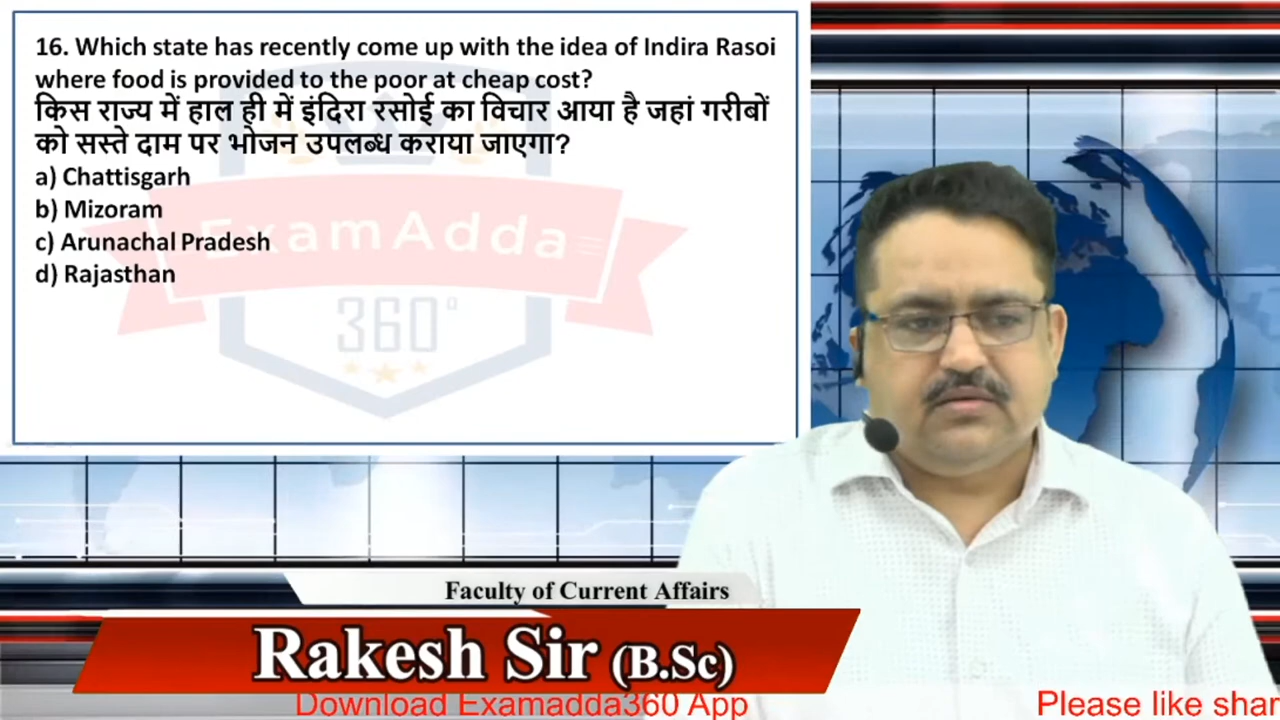 16. Which state has recently come up with the idea of Indira Rasoi
where food is provided to the poor at cheap cost?
किस राज्य में हाल ही में इंदिरा रसोई का विचार आया है जहां गरीबों
को सस्ते दाम पर भोजन उपलब्ध कराया जाएगा?
a) Chattisgarh
b) Mizoram
c) Arunachal Pradesh
d) Rajasthan
ExamAdda
360°
Faculty of Current Affairs
Rakesh Sir (B.Sc)
Download Examadda360 App
Please like shar